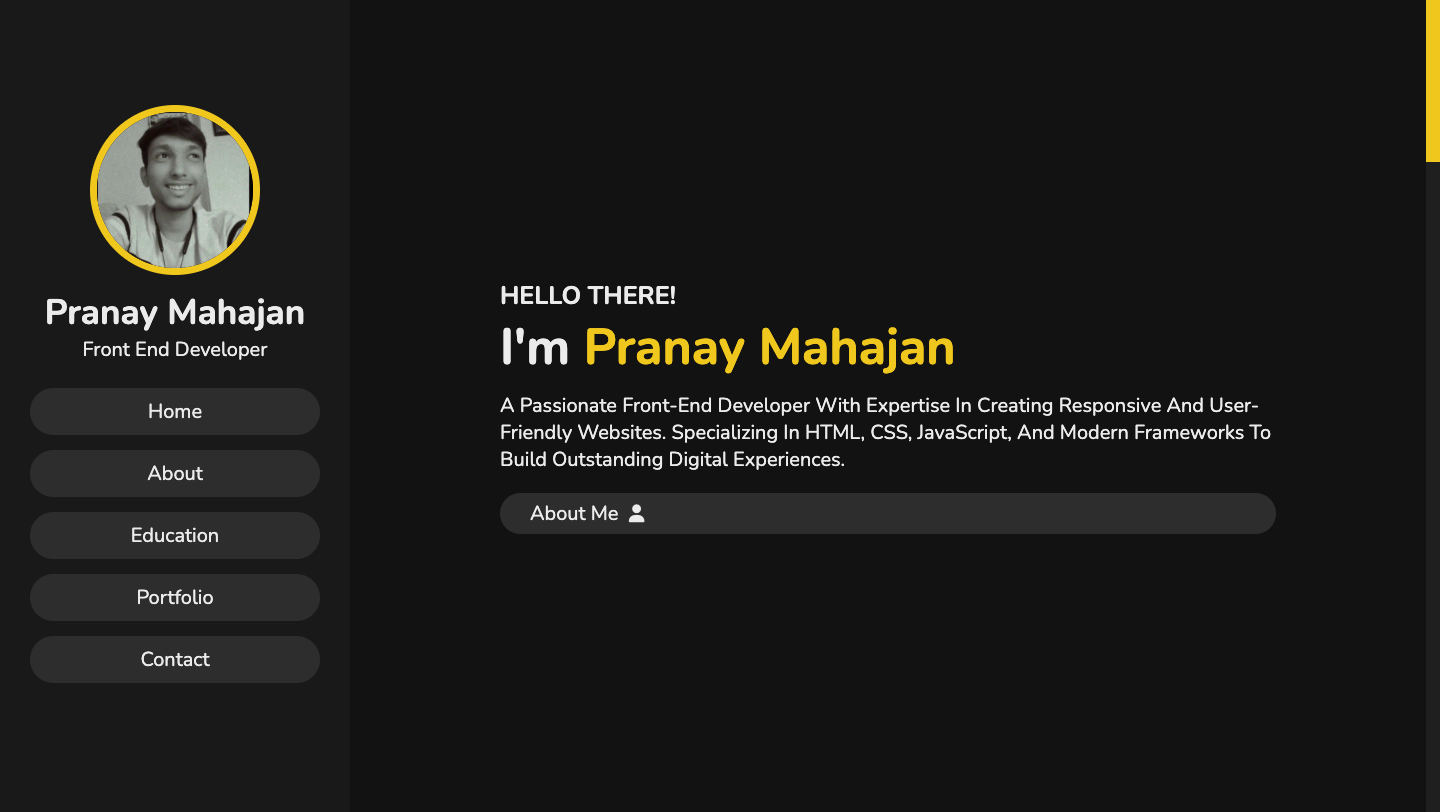 Pranay Mahajan
Front End Developer
Home
About
Education
Portfolio
Contact
HELLO THERE!
I'm Pranay Mahajan
A Passionate Front-End Developer With Expertise In Creating Responsive And User-
Friendly Websites. Specializing In HTML, CSS, JavaScript, And Modern Frameworks To
Build Outstanding Digital Experiences.
About Me